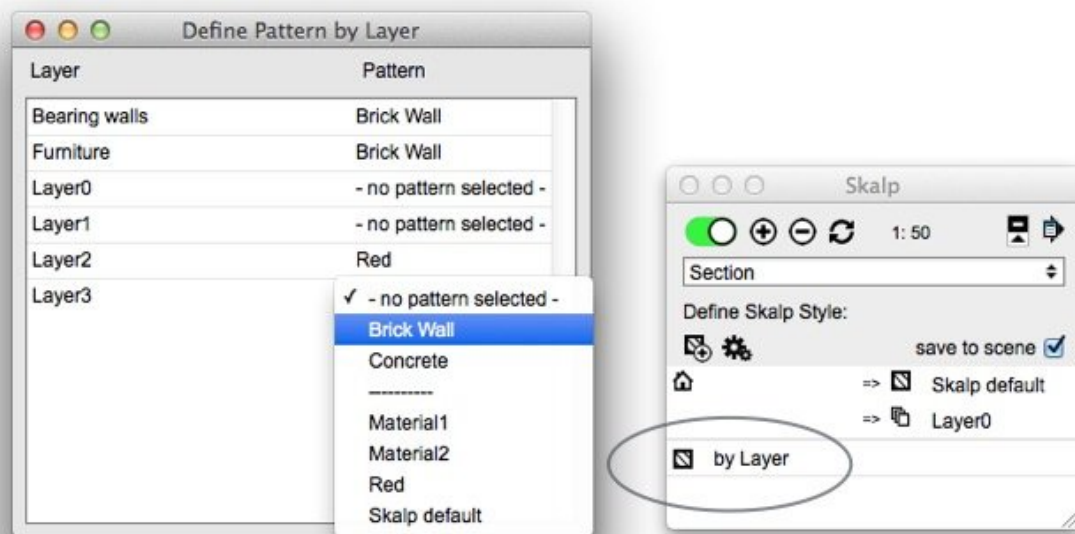 Define Pattern by Layer
Layer Pattern
Bearing walls Brick Wall
Furniture Brick Wall
Layer0 - no pattern selected -
Layer1 - no pattern selected -
Layer2 Red
Layer3
✓ - no pattern selected -
Brick Wall
Concrete
----------
Material1
Material2
Red
Skalp default
Skalp
1: 50
Section
Define Skalp Style:
save to scene
=> Skalp default
=> Layer0
by Layer